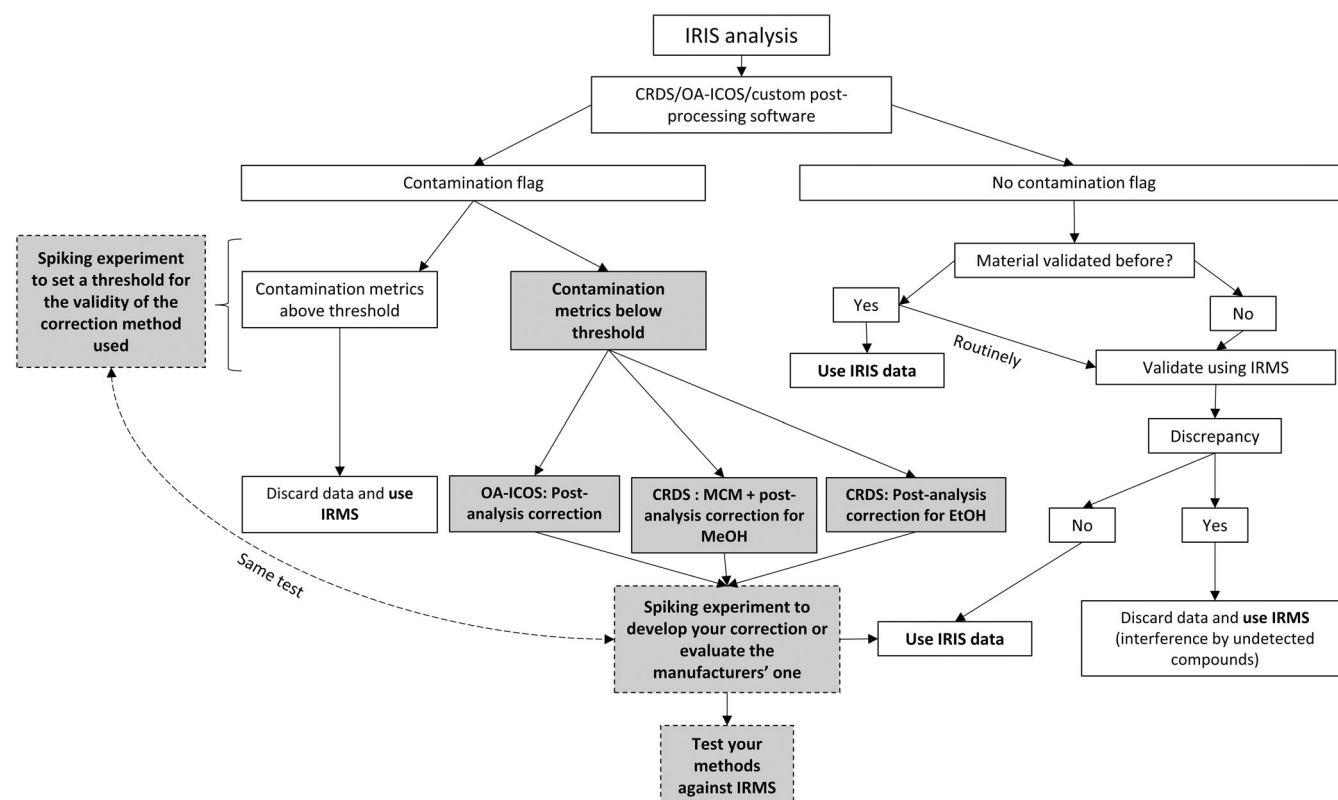 IRIS analysis
CRDS/OA-ICOS/custom post-
processing software
Contamination flag
No contamination flag
Spiking experiment
to set a threshold for
the validity of the
correction method
used
Contamination metrics
above threshold
Contamination
metrics below
threshold
Material validated before?
Yes
No
Routinely
Use IRIS data
Validate using IRMS
Discrepancy
Discard data and use
IRMS
OA-ICOS: Post-
analysis correction
CRDS : MCM + post-
analysis correction for
MeOH
CRDS: Post-analysis
correction for EtOH
No
Yes
Same test
Spiking experiment to
develop your correction or
evaluate the
manufacturers’ one
Use IRIS data
Discard data and use IRMS
(interference by undetected
compounds)
Test your
methods
against IRMS